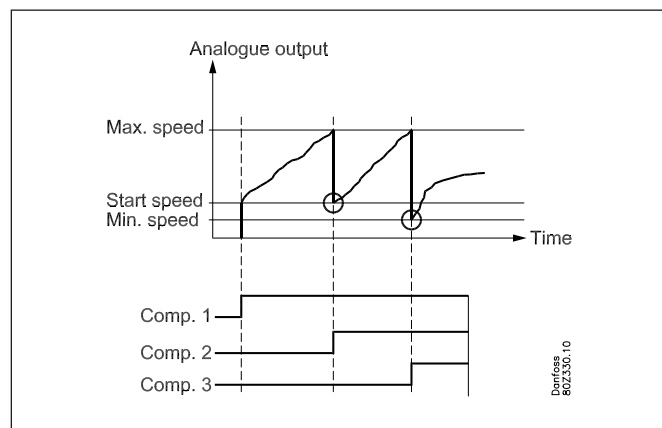 Analogue output
Max. speed
Start speed
Min. speed
Time
Comp. 1
Comp. 2
Comp. 3
Danfoss
80Z330.10